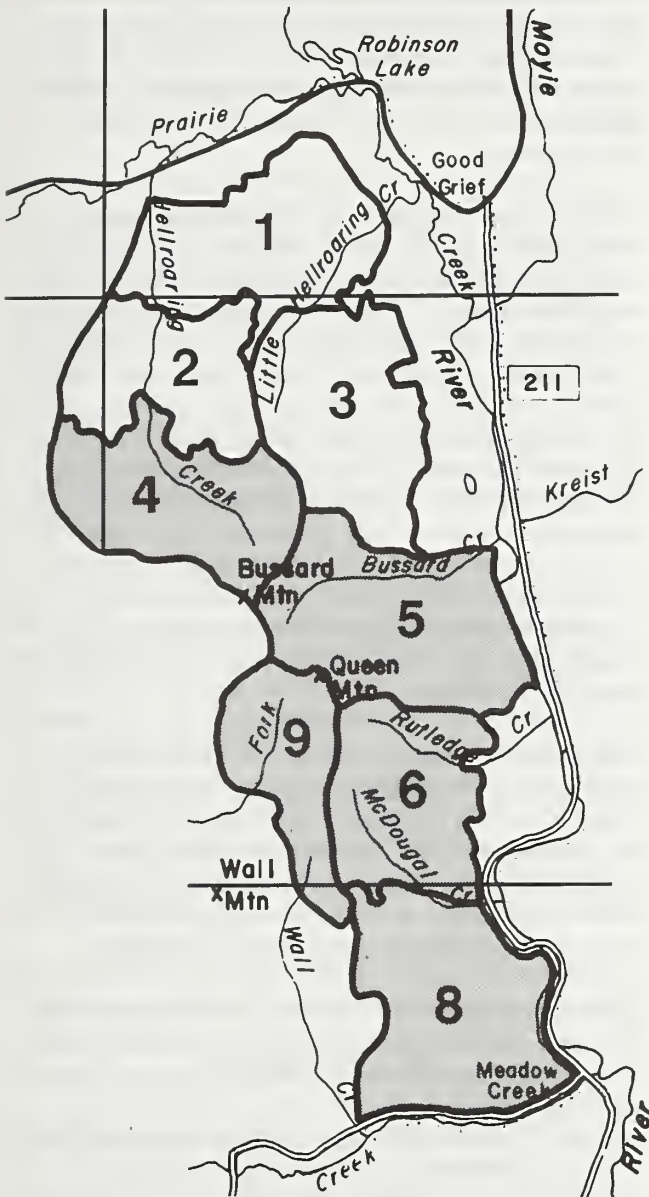 Robinson
Lake
Moyie
Prairie
Good
Grief
Cr
Hellroaring
1
Hellroaring
Creek
2
Little
3
River
211
4
Creek
Kreist
Cr
Bussard
Bussard
Mtn
5
Queen
Mtn
Fork
9
Rutledge
Cr
6
McDougal
Wall
Mtn
Cr
Wall
8
Meadow
Creek
Cr
Creek
River